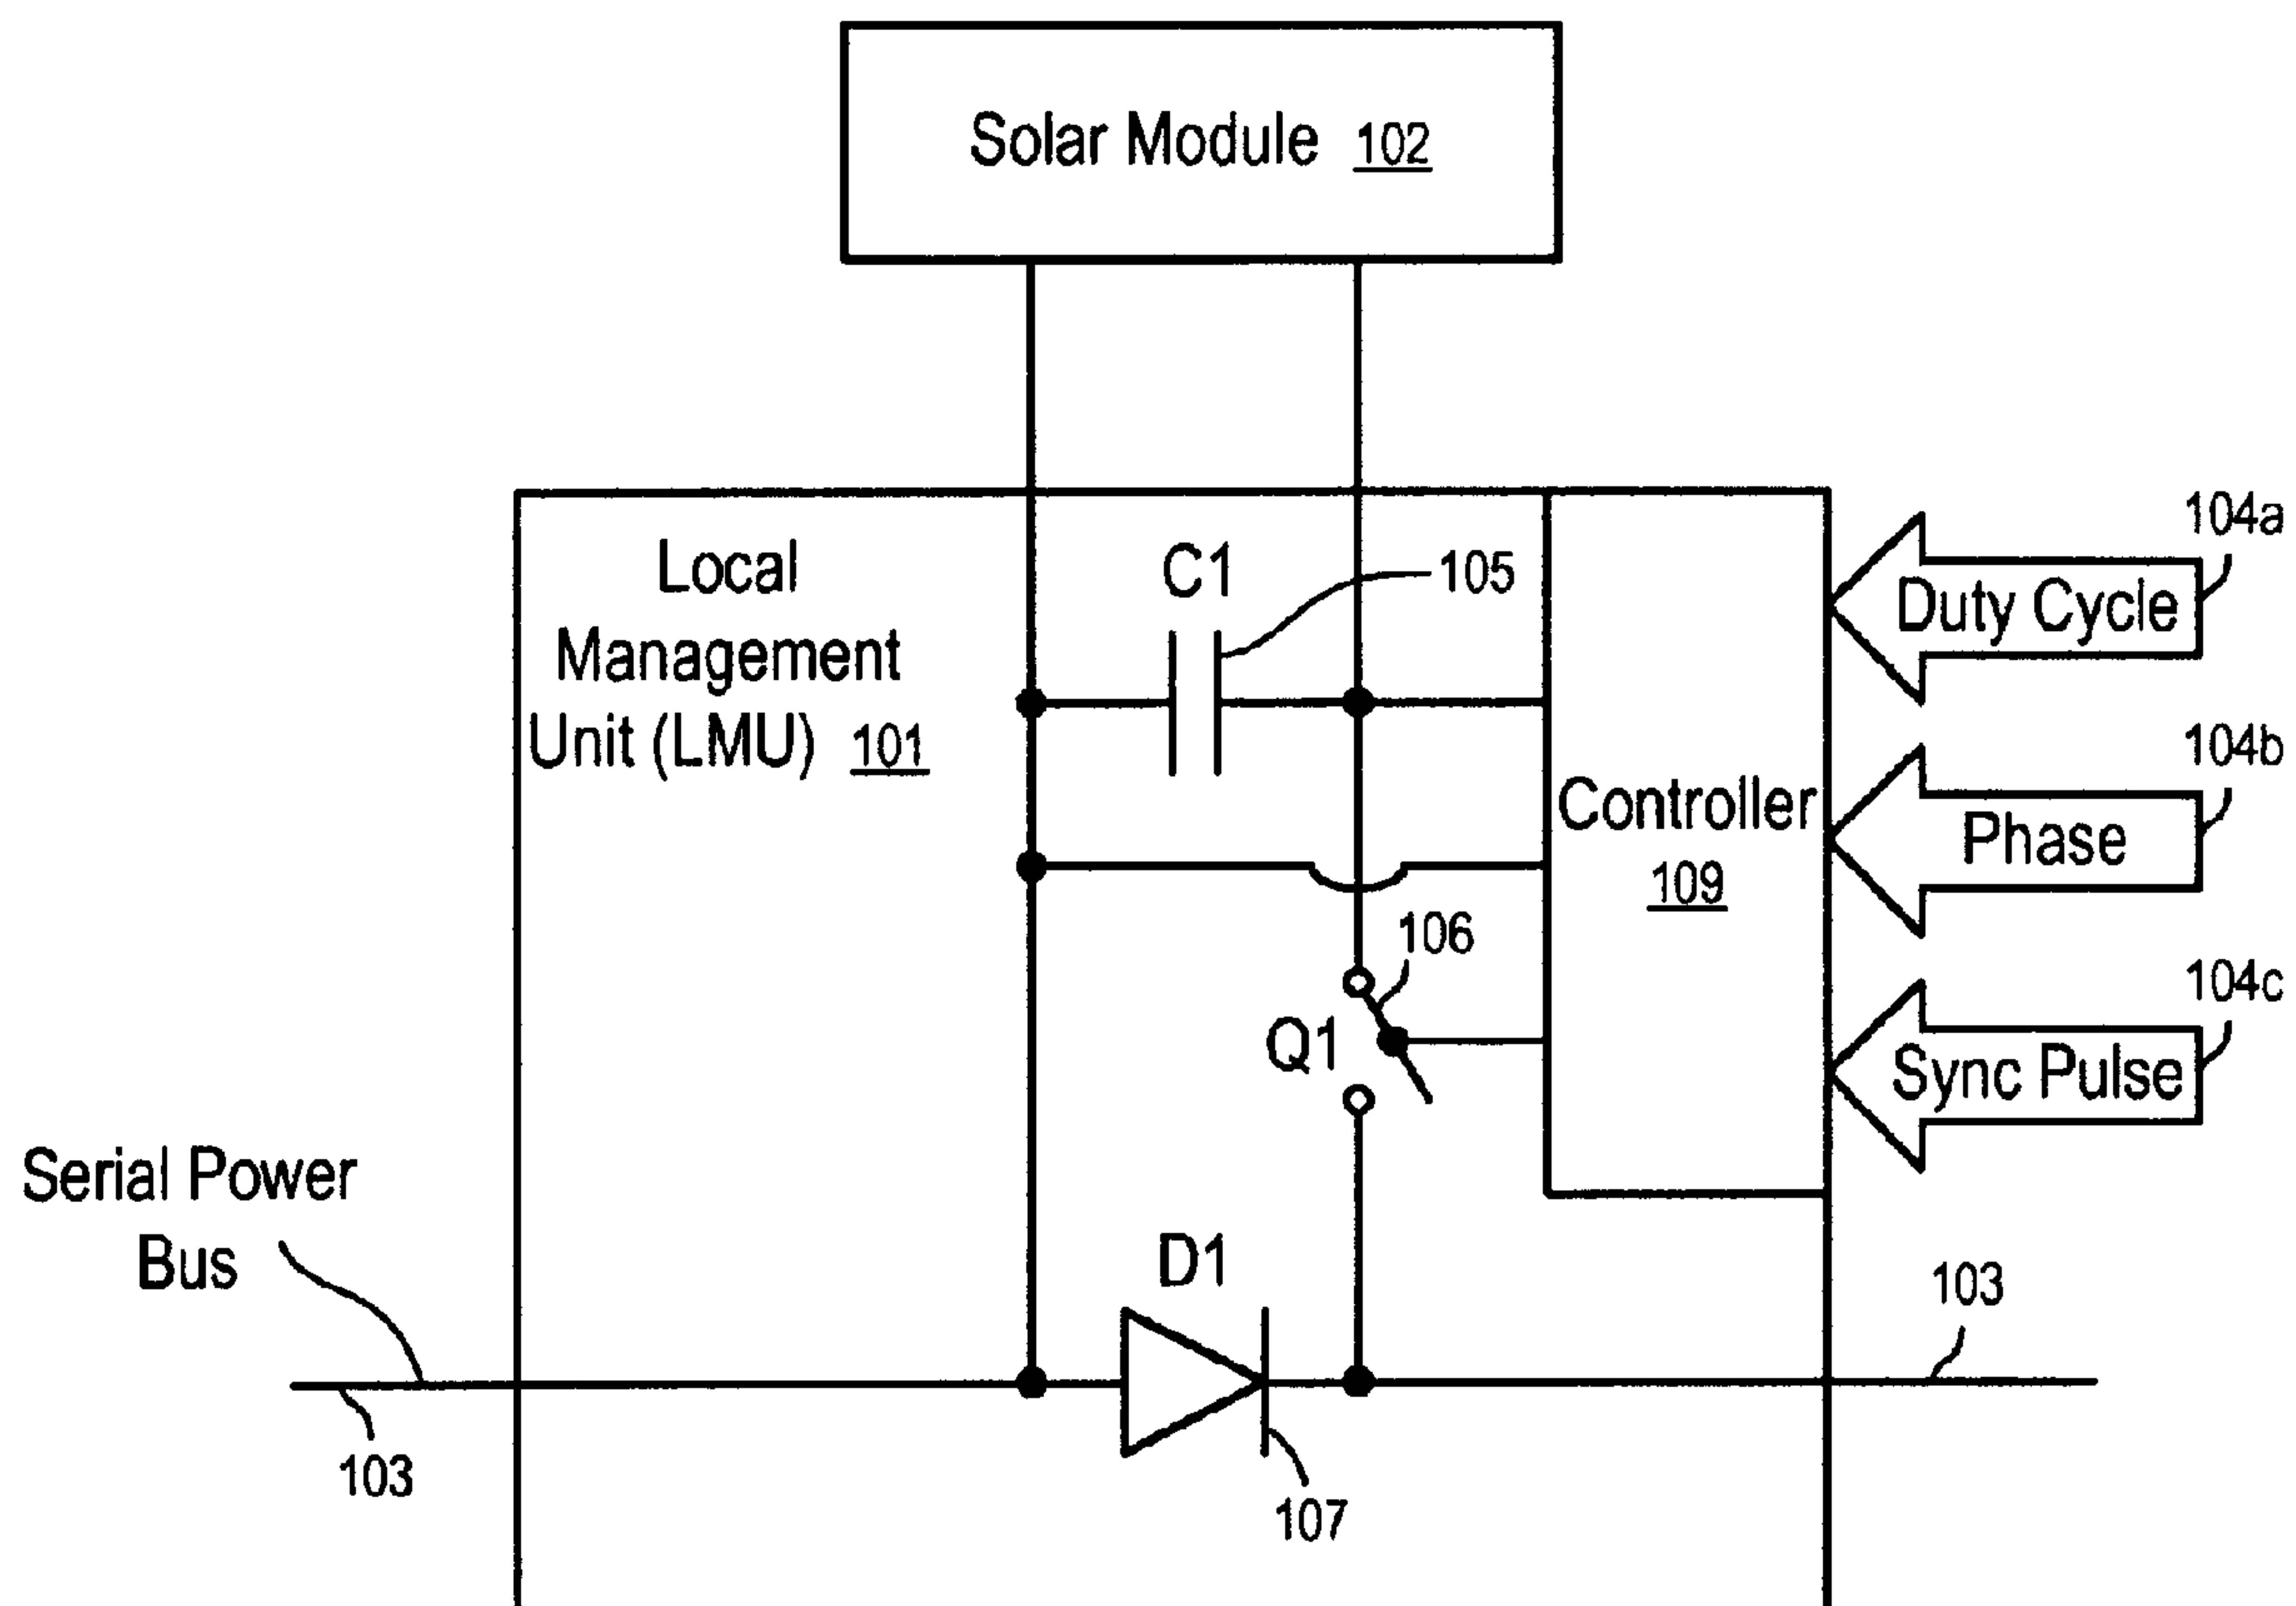 Solar Module 102
Local
Management
Unit (LMU) 101
C1
105
Controller
109
104a
Duty Cycle
104b
Phase
104c
Sync Pulse
106
Q1
Serial Power
Bus
D1
103
103
107